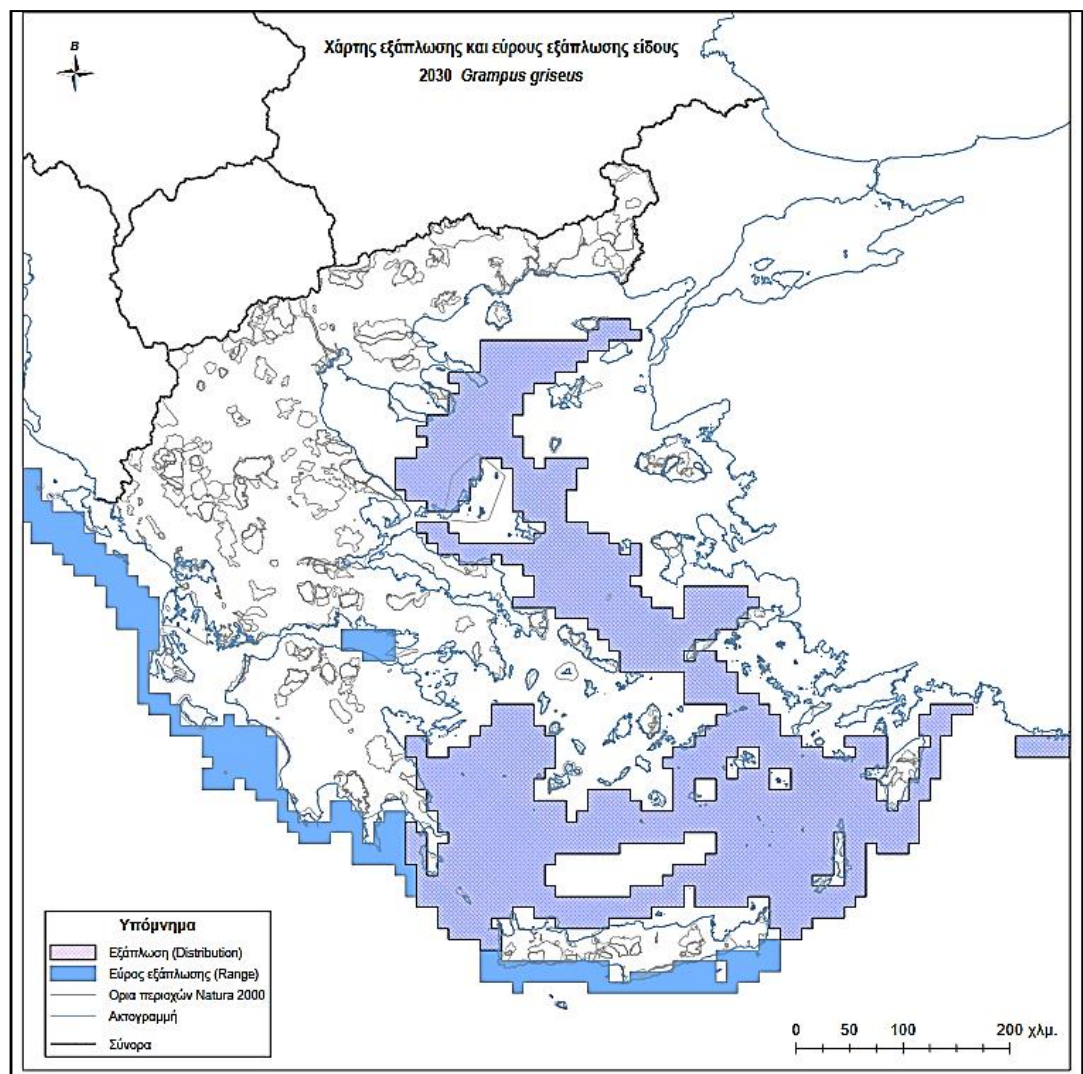 Χάρτης εξάπλωσης και εύρους εξάπλωσης είδους
2030 Grampus griseus
Β
Υπόμνημα
Εξάπλωση (Distribution)
Εύρος εξάπλωσης (Range)
Ορια περιοχών Natura 2000
Ακτογραμμή
Σύνορα
0 50 100 200 χλμ.